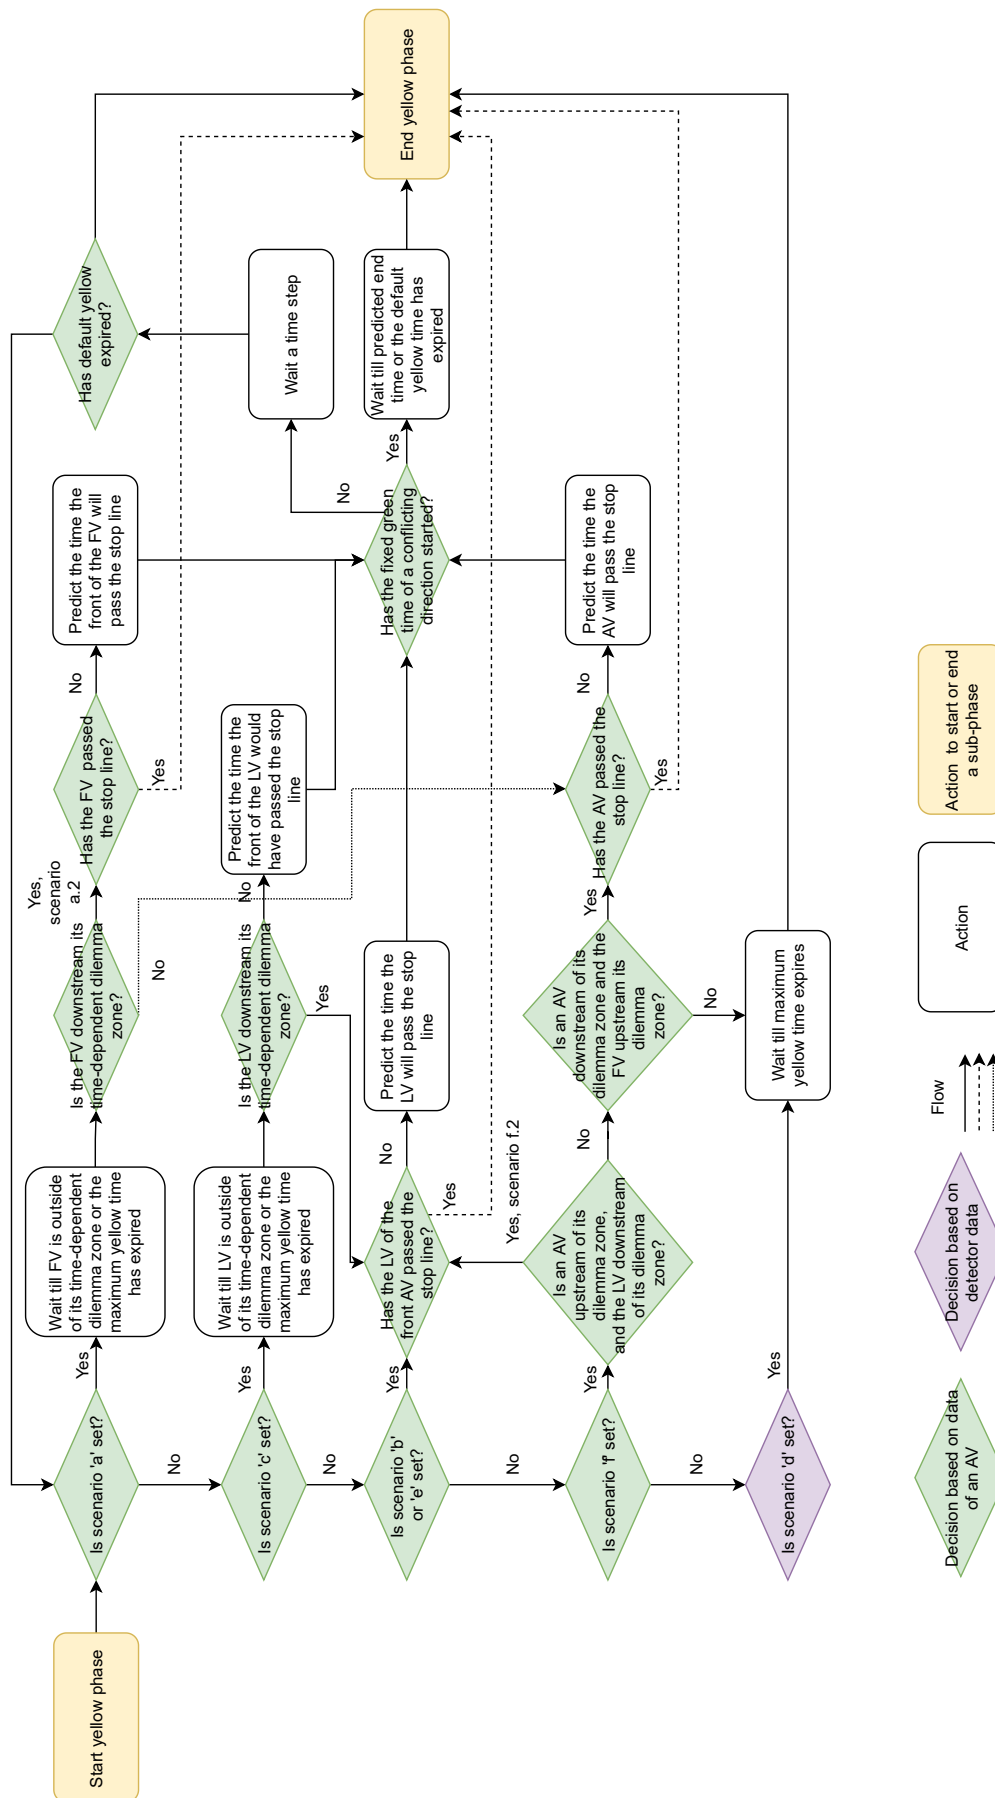 Start yellow phase
Is scenario 'a' set?
Yes
No
Wait till FV is outside
of its time-dependent
dilemma zone or the
maximum yellow time
has expired
Is the FV downstream its
time-dependent dilemma
zone?
Yes,
scenario
a.2
No
Has the FV  passed
the stop line?
No
Yes
Predict the time the
front of the FV will
pass the stop line
Has default yellow
expired?
Is scenario 'c' set?
Yes
No
Wait till LV is outside
of its time-dependent
dilemma zone or the
maximum yellow time
has expired
Is the LV downstream its
time-dependent dilemma
zone?
No
Yes
Predict the time the
front of the LV would
have passed the stop
line
Wait a time step
Is scenario 'b'
or 'e' set?
Yes
No
Has the LV of the
front AV passed the
stop line?
No
Yes
Predict the time the
LV will pass the stop
line
Has the fixed green
time of a conflicting
direction started?
No
Yes
Wait till predicted end
time or the default
yellow time has
expired
End yellow phase
Is scenario 'f' set?
Yes
No
Is an AV
upstream of its
dilemma zone,
and the LV downstream
of its dilemma
zone?
Yes, scenario f.2
No
Is an AV
downstream of its
dilemma zone and the
FV upstream its
dilemma
zone?
Yes
No
Has the AV passed the
stop line?
No
Yes
Predict the time the
AV will pass the stop
line
Is scenario 'd' set?
Yes
Wait till maximum
yellow time expires
Decision based on data
of an AV
Decision based on
detector data
Flow
Action
Action  to start or end
a sub-phase